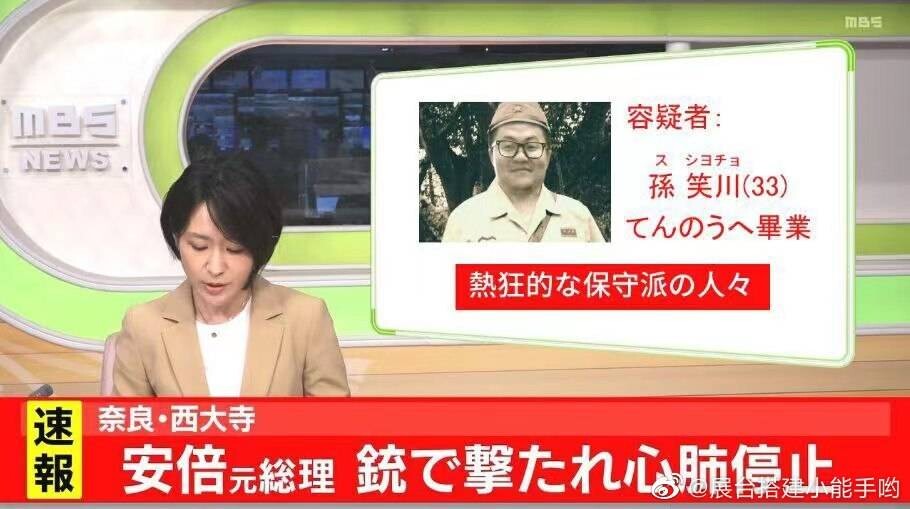 MBS
MBS
NEWS
容疑者:
ス シヨチョ
孫 笑川(33)
てんのうへ畢業
熱狂的な保守派の人々
速報
奈良・西大寺
安倍元総理 銃で撃たれ心肺停止
@展台搭建小能手哟